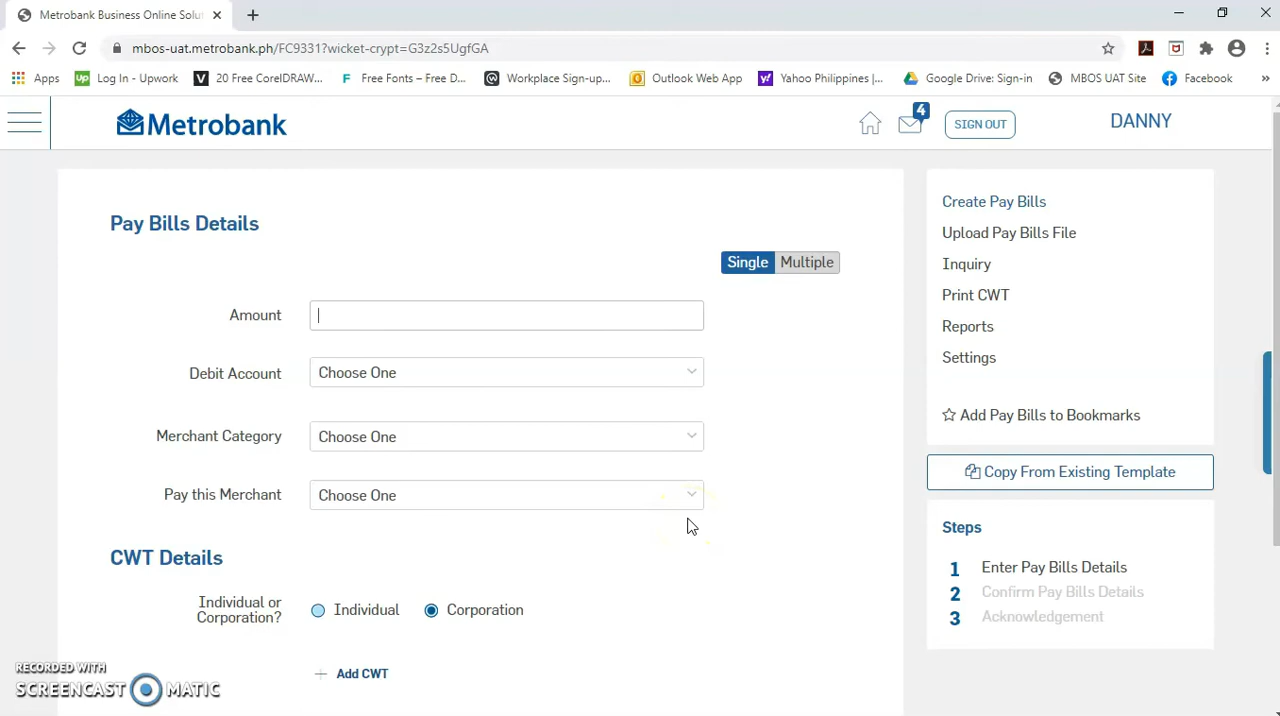 Metrobank Business Online Solut
mbos-uat.metrobank.ph/FC9331?wicket-crypt=G3z2S5UgfGA
Apps
Up Log In - Upwork
V 20 Free CorelDRAW...
F Free Fonts – Free D...
Workplace Sign-up...
Outlook Web App
Yahoo Philippines |...
Google Drive: Sign-in
MBOS UAT Site
Facebook
»
Metrobank
4
SIGN OUT
DANNY
Pay Bills Details
Single Multiple
Amount
Debit Account Choose One
Merchant Category Choose One
Pay this Merchant Choose One
CWT Details
Individual or
Corporation?
Individual
Corporation
Add CWT
Create Pay Bills
Upload Pay Bills File
Inquiry
Print CWT
Reports
Settings
Add Pay Bills to Bookmarks
Copy From Existing Template
Steps
1 Enter Pay Bills Details
2 Confirm Pay Bills Details
3 Acknowledgement
RECORDED WITH
SCREENCAST MATIC